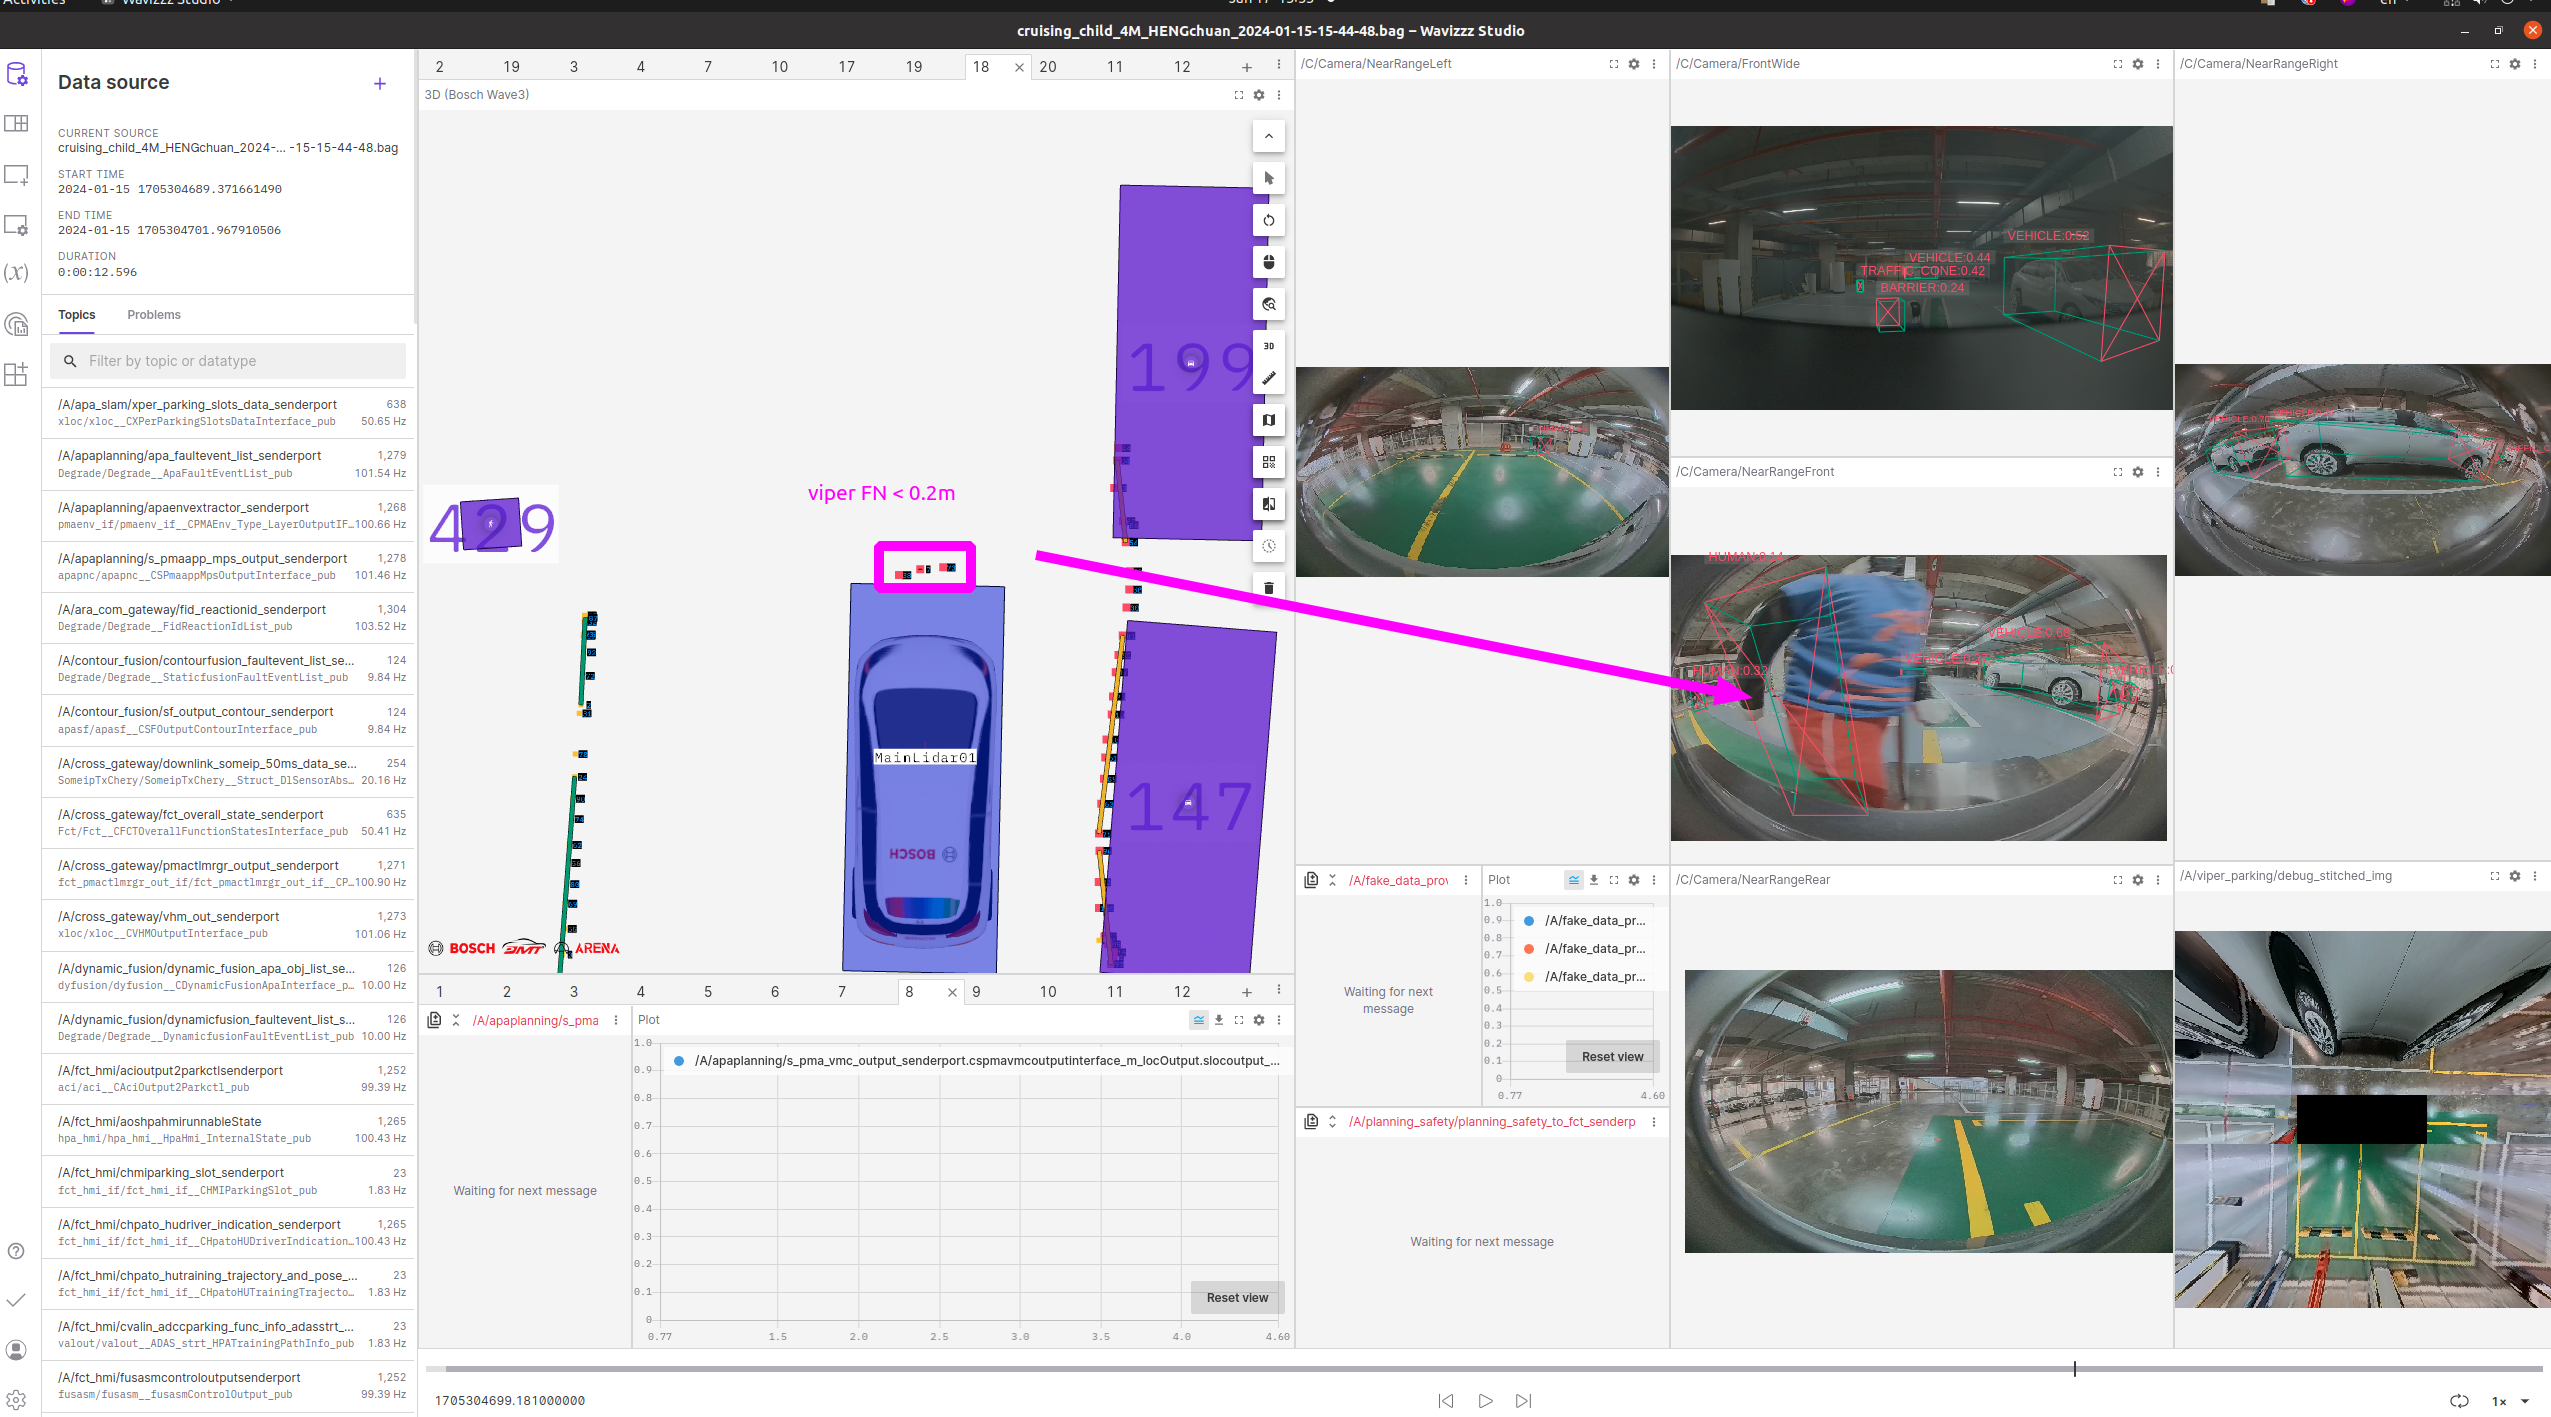 Activities
Wavizzz Studio
cruising_child_4M_HENGchuan_2024-01-15-15-44-48.bag – Wavizzz Studio
Data source
CURRENT SOURCE
cruising_child_4M_HENGchuan_2024-... -15-15-44-48.bag
START TIME
2024-01-15 1705304689.371661490
END TIME
2024-01-15 1705304701.967910506
DURATION
0:00:12.596
Topics Problems
Filter by topic or datatype
/A/apa_slam/xper_parking_slots_data_senderport 638
xloc/xloc__CXPerParkingSlotsDataInterface_pub 50.65 Hz
/A/apaplanning/apa_faultevent_list_senderport 1,279
Degrade/Degrade__ApaFaultEventList_pub 101.54 Hz
/A/apaplanning/apaenvextractor_senderport 1,268
pmaenv_if/pmaenv_if__CPMAEnv_Type_LayerOutputIF… 100.66 Hz
/A/apaplanning/s_pmaapp_mps_output_senderport 1,278
apapnc/apapnc__CSPmaappMpsOutputInterface_pub 101.46 Hz
/A/ara_com_gateway/fid_reactionid_senderport 1,304
Degrade/Degrade__FidReactionIdList_pub 103.52 Hz
/A/contour_fusion/contourfusion_faultevent_list_se... 124
Degrade/Degrade__StaticfusionFaultEventList_pub 9.84 Hz
/A/contour_fusion/sf_output_contour_senderport 124
apasf/apasf__CSFOutputContourInterface_pub 9.84 Hz
/A/cross_gateway/downlink_someip_50ms_data_se... 254
SomeipTxChery/SomeipTxChery__Struct_DlSensorAbs… 20.16 Hz
/A/cross_gateway/fct_overall_state_senderport 635
Fct/Fct__CFCTOverallFunctionStatesInterface_pub 50.41 Hz
/A/cross_gateway/pmactlmrgr_output_senderport 1,271
fct_pmactlmrgr_out_if/fct_pmactlmrgr_out_if__CP… 100.90 Hz
/A/cross_gateway/vhm_out_senderport 1,273
xloc/xloc__CVHMOutputInterface_pub 101.06 Hz
/A/dynamic_fusion/dynamic_fusion_apa_obj_list_se... 126
dyfusion/dyfusion__CDynamicFusionApaInterface_p… 10.00 Hz
/A/dynamic_fusion/dynamicfusion_faultevent_list_s... 126
Degrade/Degrade__DynamicfusionFaultEventList_pub 10.00 Hz
/A/fct_hmi/acioutput2parkctlsenderport 1,252
aci/aci__CAciOutput2Parkctl_pub 99.39 Hz
/A/fct_hmi/aoshpahmirunnableState 1,265
hpa_hmi/hpa_hmi__HpaHmi_InternalState_pub 100.43 Hz
/A/fct_hmi/chmiparking_slot_senderport 23
fct_hmi_if/fct_hmi_if__CHMIParkingSlot_pub 1.83 Hz
/A/fct_hmi/chpato_hudriver_indication_senderport 1,265
fct_hmi_if/fct_hmi_if__CHpatoHUDriverIndication… 100.43 Hz
/A/fct_hmi/chpato_hutraining_trajectory_and_pose_... 23
fct_hmi_if/fct_hmi_if__CHpatoHUTrainingTrajecto… 1.83 Hz
/A/fct_hmi/cvalin_adccparking_func_info_adasstrt_... 23
valout/valout__ADAS_strt_HPATrainingPathInfo_pub 1.83 Hz
/A/fct_hmi/fusasmcontroloutputsenderport 1,252
fusasm/fusasm__fusasmControlOutput_pub 99.39 Hz
2 19 3 4 7 10 17 19 18 20 11 12
3D (Bosch Wave3)
3D
199
429
viper FN < 0.2m
MainLidar01
BOSCH
147
BOSCH JMT ARENA
1 2 3 4 5 6 7 8 9 10 11 12
/A/apaplanning/s_pma
Waiting for next message
Plot
/A/apaplanning/s_pma_vmc_output_senderport.cspmavmcoutputinterface_m_locOutput.slocoutput_...
1.0
0.9
0.8
0.7
0.6
0.5
0.4
0.3
0.2
0.1
0
0.77 1.5 2.0 2.5 3.0 3.5 4.0 4.60
Reset view
/C/Camera/NearRangeLeft
/C/Camera/FrontWide
VEHICLE:0.52
VEHICLE:0.44
TRAFFIC_CONE:0.42
BARRIER:0.24
/C/Camera/NearRangeRight
/C/Camera/NearRangeFront
HUMAN:0.14
HUMAN:0.32
VEHICLE:0.68
/A/fake_data_prov
Waiting for next
message
Plot
/A/fake_data_pr...
/A/fake_data_pr...
/A/fake_data_pr...
1.0
0.9
0.8
0.7
0.6
0.5
0.4
0.3
0.2
0.1
0
0.77 4.60
Reset view
/A/planning_safety/planning_safety_to_fct_senderp
Waiting for next message
/C/Camera/NearRangeRear
/A/viper_parking/debug_stitched_img
1705304699.181000000
1×